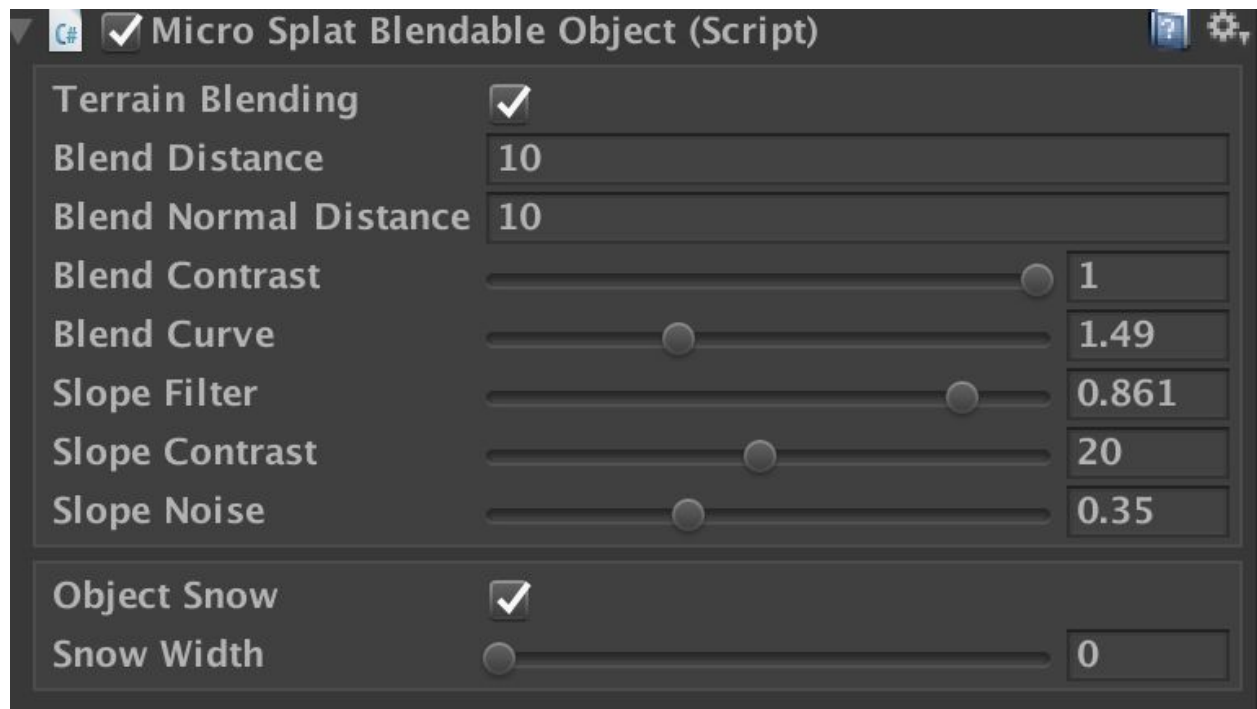 C# Micro Splat Blendable Object (Script) ?
Terrain Blending
Blend Distance 10
Blend Normal Distance 10
Blend Contrast 1
Blend Curve 1.49
Slope Filter 0.861
Slope Contrast 20
Slope Noise 0.35
Object Snow
Snow Width 0